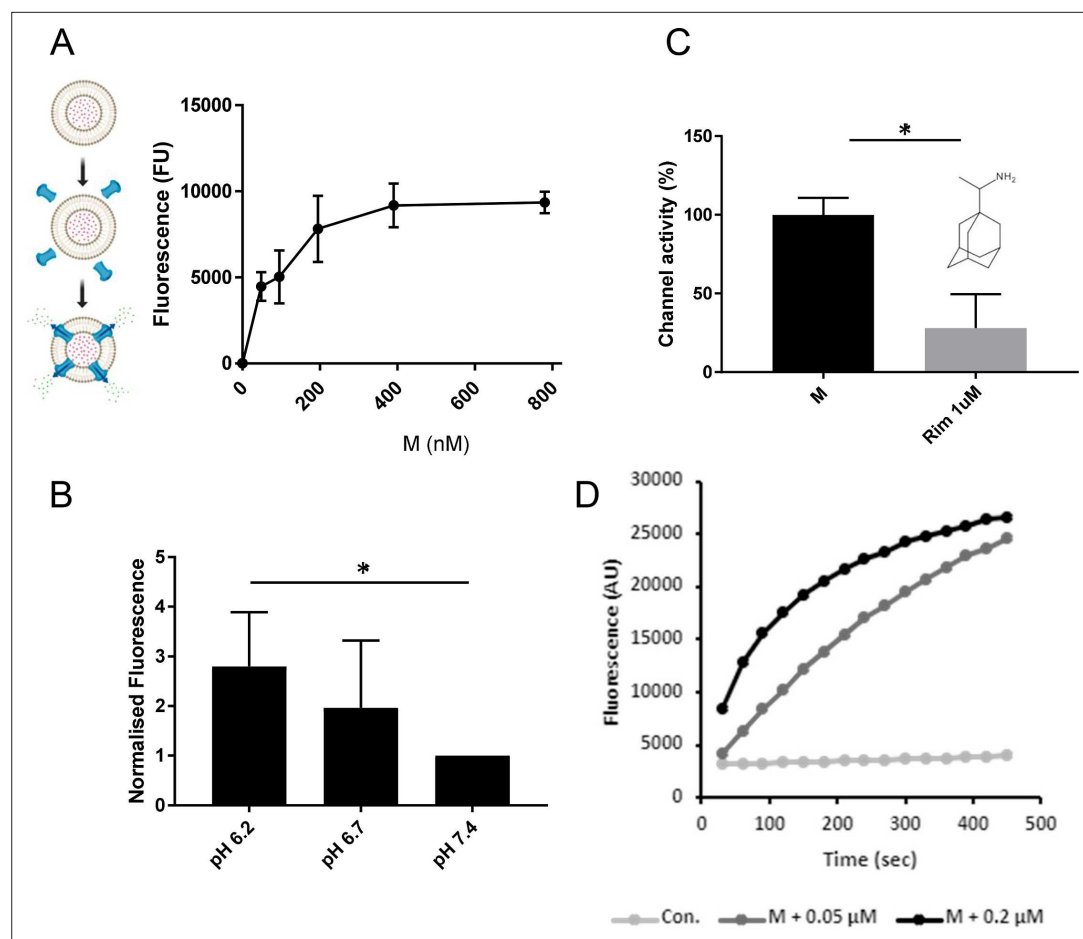 A
Fluorescence (FU)
15000
10000
5000
0
0
200
400
600
800
M (nM)
B
Normalised Fluorescence
5
4
3
2
1
0
*
pH 6.2
pH 6.7
pH 7.4
C
Channel activity (%)
150
100
50
0
*
NH2
M
Rim 1uM
D
Fluorescence (AU)
30000
25000
20000
15000
10000
5000
0
0
100
200
300
400
500
Time (sec)
Con.
M + 0.05 µM
M + 0.2 µM